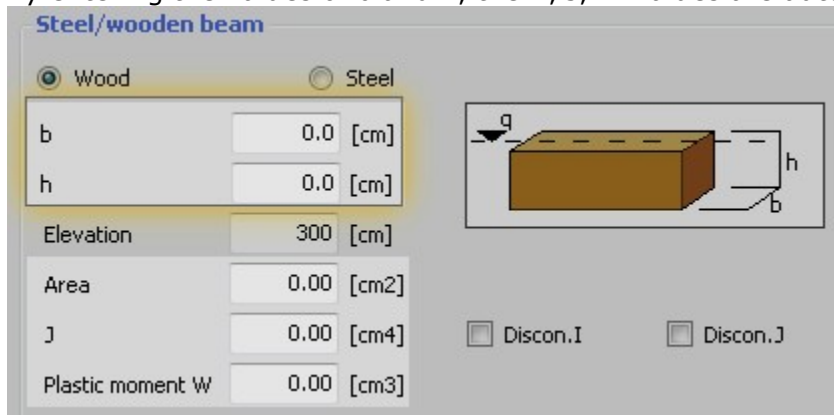 Steel/wooden beam
Wood Steel
b 0.0 [cm]
h 0.0 [cm]
Elevation 300 [cm]
Area 0.00 [cm2]
J 0.00 [cm4]
Plastic moment W 0.00 [cm3]
q
h
b
Discon.I Discon.J